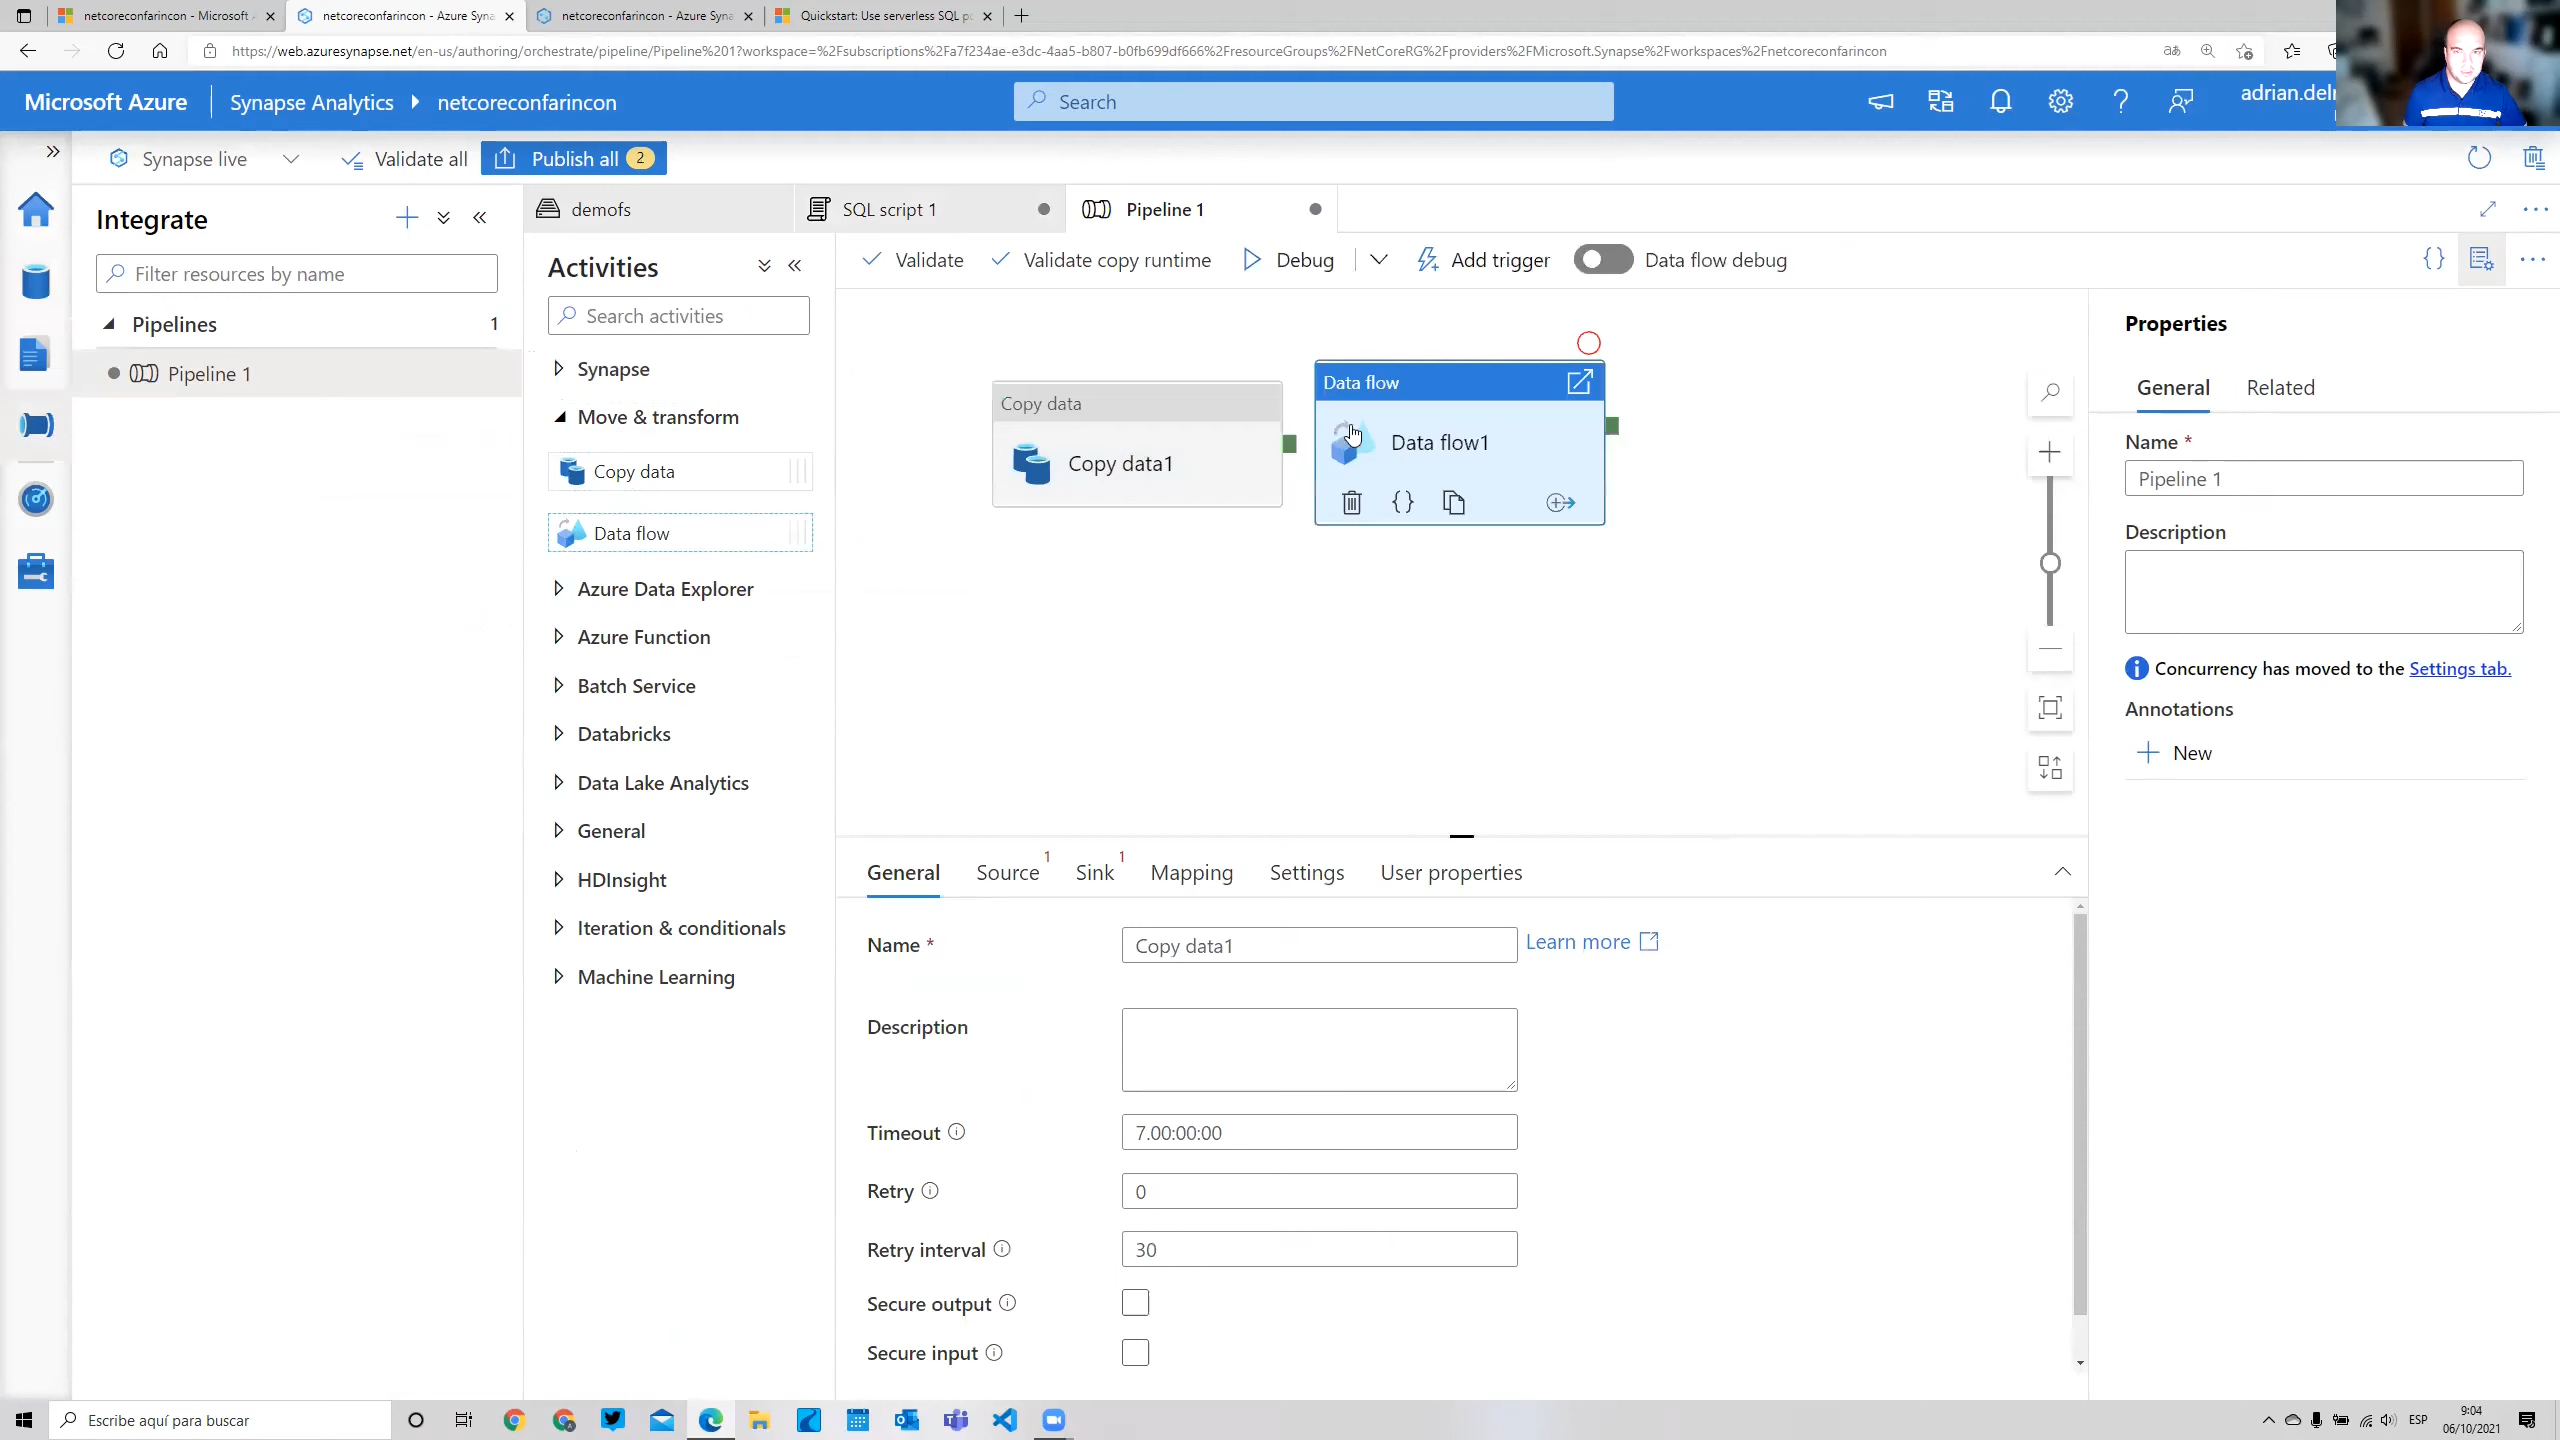 netcoreconfarincon - Microsoft
netcoreconfarincon - Azure Syna
netcoreconfarincon - Azure Syna
Quickstart: Use serverless SQL po
https://web.azuresynapse.net/en-us/authoring/orchestrate/pipeline/Pipeline%201?workspace=%2Fsubscriptions%2Fa7f234ae-e3dc-4aa5-b807-b0fb699df666%2FresourceGroups%2FNetCoreRG%2Fproviders%2FMicrosoft.Synapse%2Fworkspaces%2Fnetcoreconfarincon
Microsoft Azure
Synapse Analytics
netcoreconfarincon
Search
adrian.delr
Synapse live
Validate all
Publish all 2
Integrate
Filter resources by name
Pipelines 1
Pipeline 1
demofs
SQL script 1
Pipeline 1
Activities
Search activities
Synapse
Move & transform
Copy data
Data flow
Azure Data Explorer
Azure Function
Batch Service
Databricks
Data Lake Analytics
General
HDInsight
Iteration & conditionals
Machine Learning
Validate
Validate copy runtime
Debug
Add trigger
Data flow debug
Copy data
Copy data1
Data flow
Data flow1
General
Source 1
Sink 1
Mapping
Settings
User properties
Name *
Copy data1
Learn more
Description
Timeout
7.00:00:00
Retry
0
Retry interval
30
Secure output
Secure input
Properties
General
Related
Name *
Pipeline 1
Description
Concurrency has moved to the Settings tab.
Annotations
New
Escribe aquí para buscar
ESP
9:04
06/10/2021